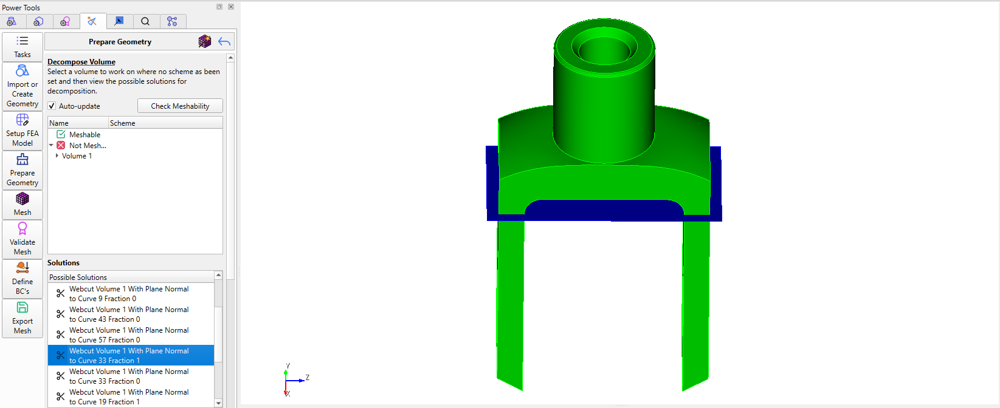 Power Tools
Tasks
Import or
Create
Geometry
Setup FEA
Model
Prepare
Geometry
Mesh
Validate
Mesh
Define
BC's
Export
Mesh
Prepare Geometry
Decompose Volume
Select a volume to work on where no scheme as been
set and then view the possible solutions for
decomposition.
Auto-update
Check Meshability
Name Scheme
Meshable
Not Mesh...
Volume 1
Solutions
Possible Solutions
Webcut Volume 1 With Plane Normal
to Curve 9 Fraction 0
Webcut Volume 1 With Plane Normal
to Curve 43 Fraction 0
Webcut Volume 1 With Plane Normal
to Curve 57 Fraction 0
Webcut Volume 1 With Plane Normal
to Curve 33 Fraction 1
Webcut Volume 1 With Plane Normal
to Curve 33 Fraction 0
Webcut Volume 1 With Plane Normal
to Curve 19 Fraction 1
Y
Z
X